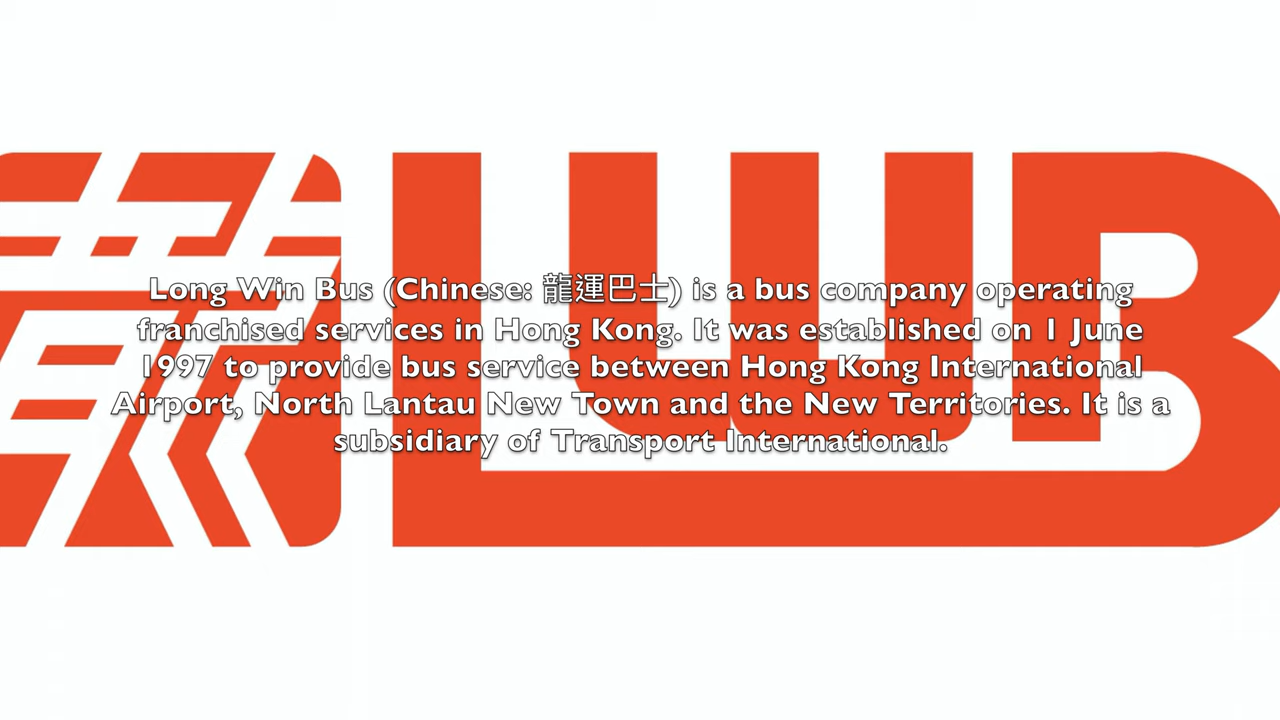 LWB
Long Win Bus (Chinese: 龍運巴士) is a bus company operating
franchised services in Hong Kong. It was established on 1 June
1997 to provide bus service between Hong Kong International
Airport, North Lantau New Town and the New Territories. It is a
subsidiary of Transport International.